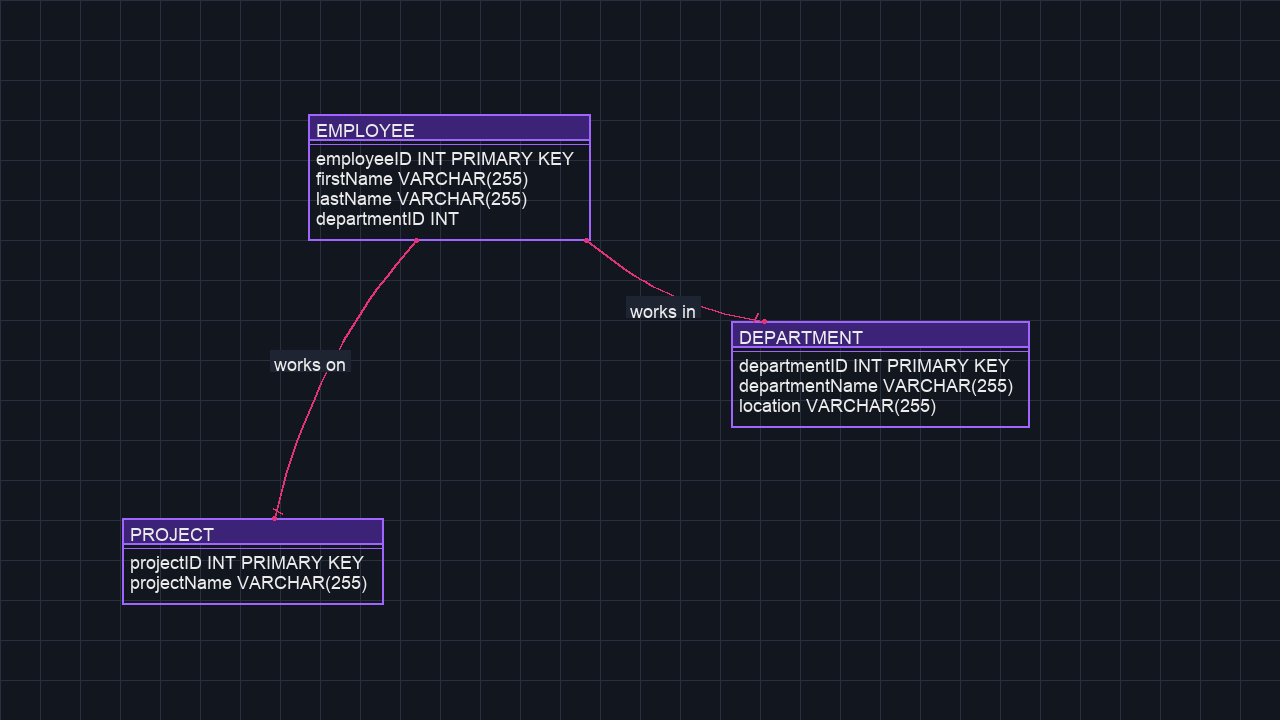 EMPLOYEE
employeeID INT PRIMARY KEY
firstName VARCHAR(255)
lastName VARCHAR(255)
departmentID INT
works in
DEPARTMENT
departmentID INT PRIMARY KEY
departmentName VARCHAR(255)
location VARCHAR(255)
works on
PROJECT
projectID INT PRIMARY KEY
projectName VARCHAR(255)